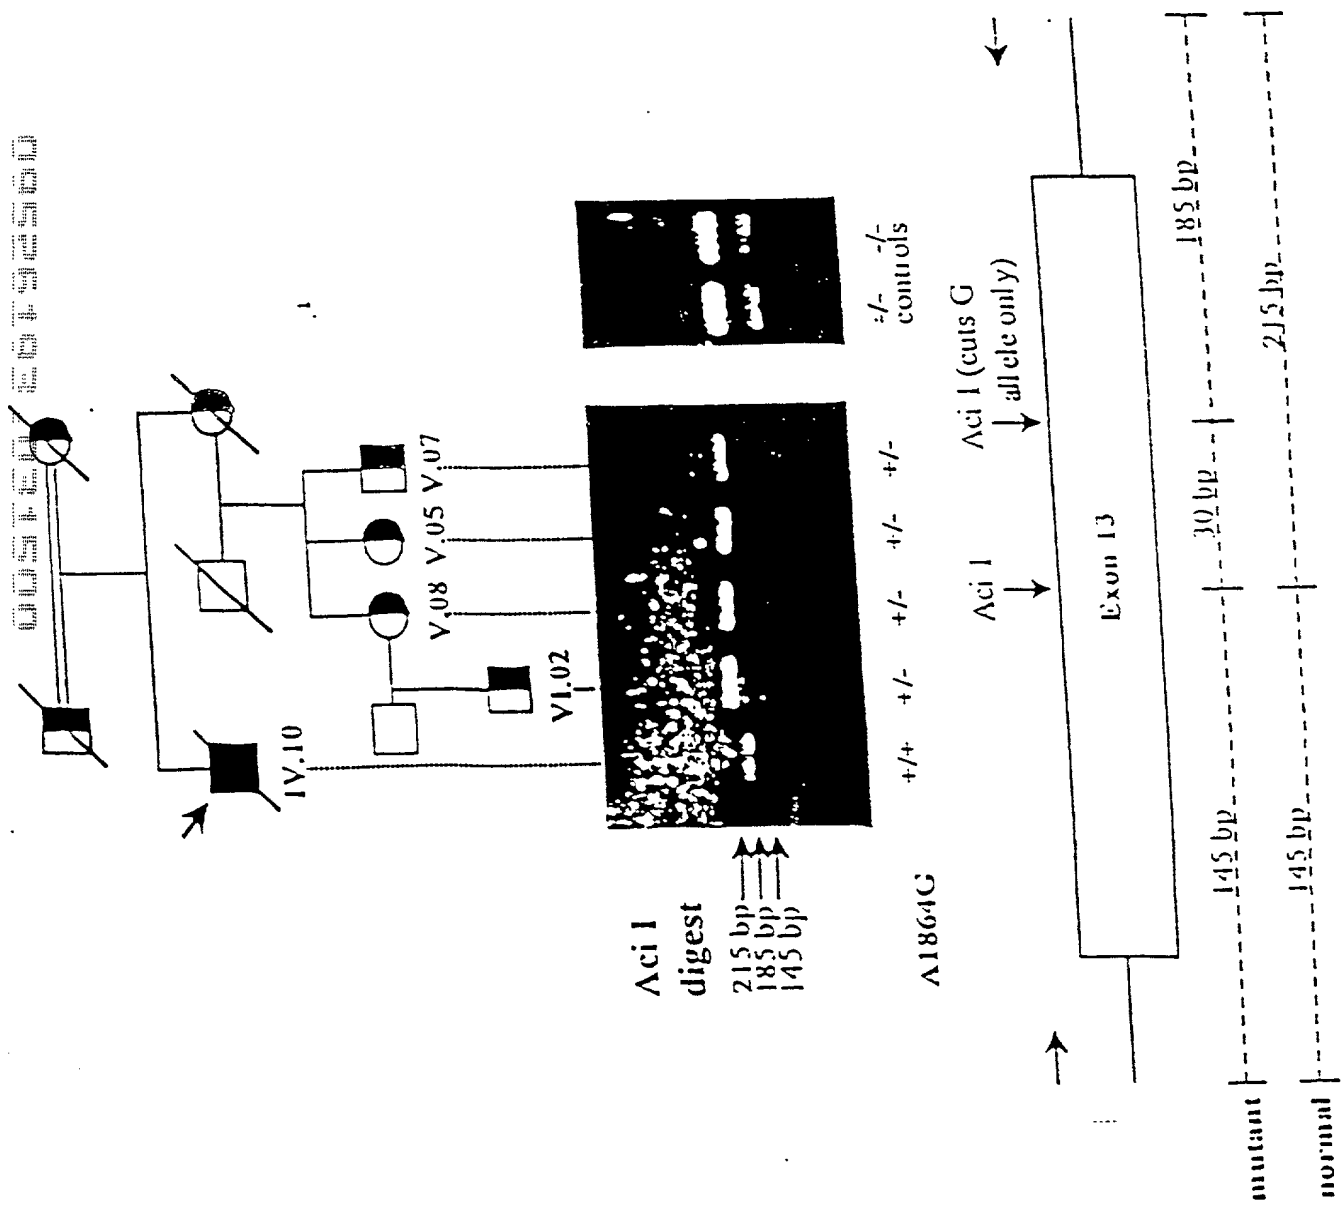 IV.10
VI.02
V.08 V.05 V.07
Aci I
digest
215 bp
185 bp
145 bp
A1864G
+/+ +/- +/- +/- +/-
-/- -/-
controls
Aci I
Aci I (cuts G
allele only)
Exon 13
mutant
145 bp 30 bp 185 bp
normal
145 bp 215 bp